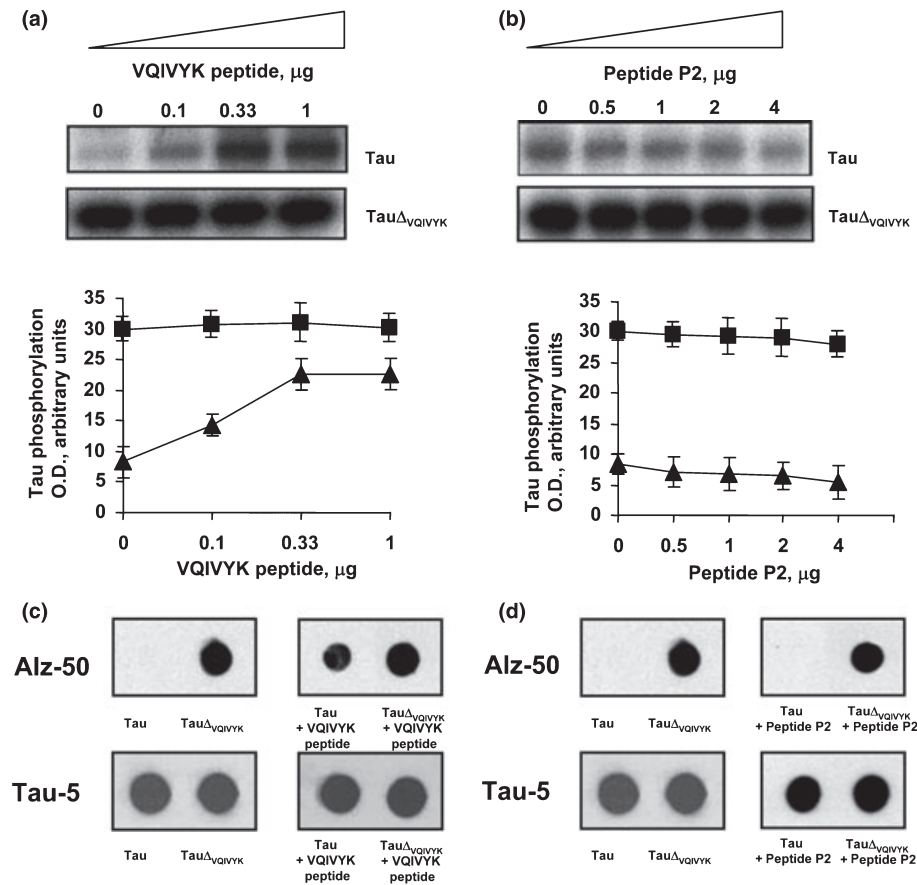 (a)
VQIVYK peptide, μg
0 0.1 0.33 1
Tau
TauΔVQIVYK
Tau phosphorylation
O.D., arbitrary units
35
30
25
20
15
10
5
0
0 0.1 0.33 1
VQIVYK peptide, μg
(b)
Peptide P2, μg
0 0.5 1 2 4
Tau
TauΔVQIVYK
Tau phosphorylation
O.D., arbitrary units
35
30
25
20
15
10
5
0
0 0.5 1 2 4
Peptide P2, μg
(c)
Alz-50
Tau TauΔVQIVYK
Tau TauΔVQIVYK
+ VQIVYK + VQIVYK
peptide peptide
Tau-5
Tau TauΔVQIVYK
Tau TauΔVQIVYK
+ VQIVYK + VQIVYK
peptide peptide
(d)
Alz-50
Tau TauΔVQIVYK
Tau TauΔVQIVYK
+ Peptide P2 + Peptide P2
Tau-5
Tau TauΔVQIVYK
Tau TauΔVQIVYK
+ Peptide P2 + Peptide P2